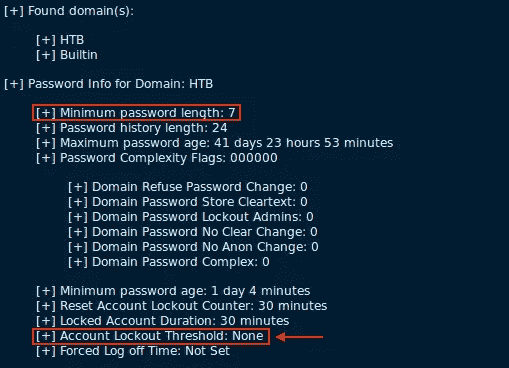 [+] Found domain(s):
[+] HTB
[+] Builtin
[+] Password Info for Domain: HTB
[+] Minimum password length: 7
[+] Password history length: 24
[+] Maximum password age: 41 days 23 hours 53 minutes
[+] Password Complexity Flags: 000000
[+] Domain Refuse Password Change: 0
[+] Domain Password Store Cleartext: 0
[+] Domain Password Lockout Admins: 0
[+] Domain Password No Clear Change: 0
[+] Domain Password No Anon Change: 0
[+] Domain Password Complex: 0
[+] Minimum password age: 1 day 4 minutes
[+] Reset Account Lockout Counter: 30 minutes
[+] Locked Account Duration: 30 minutes
[+] Account Lockout Threshold: None
[+] Forced Log off Time: Not Set